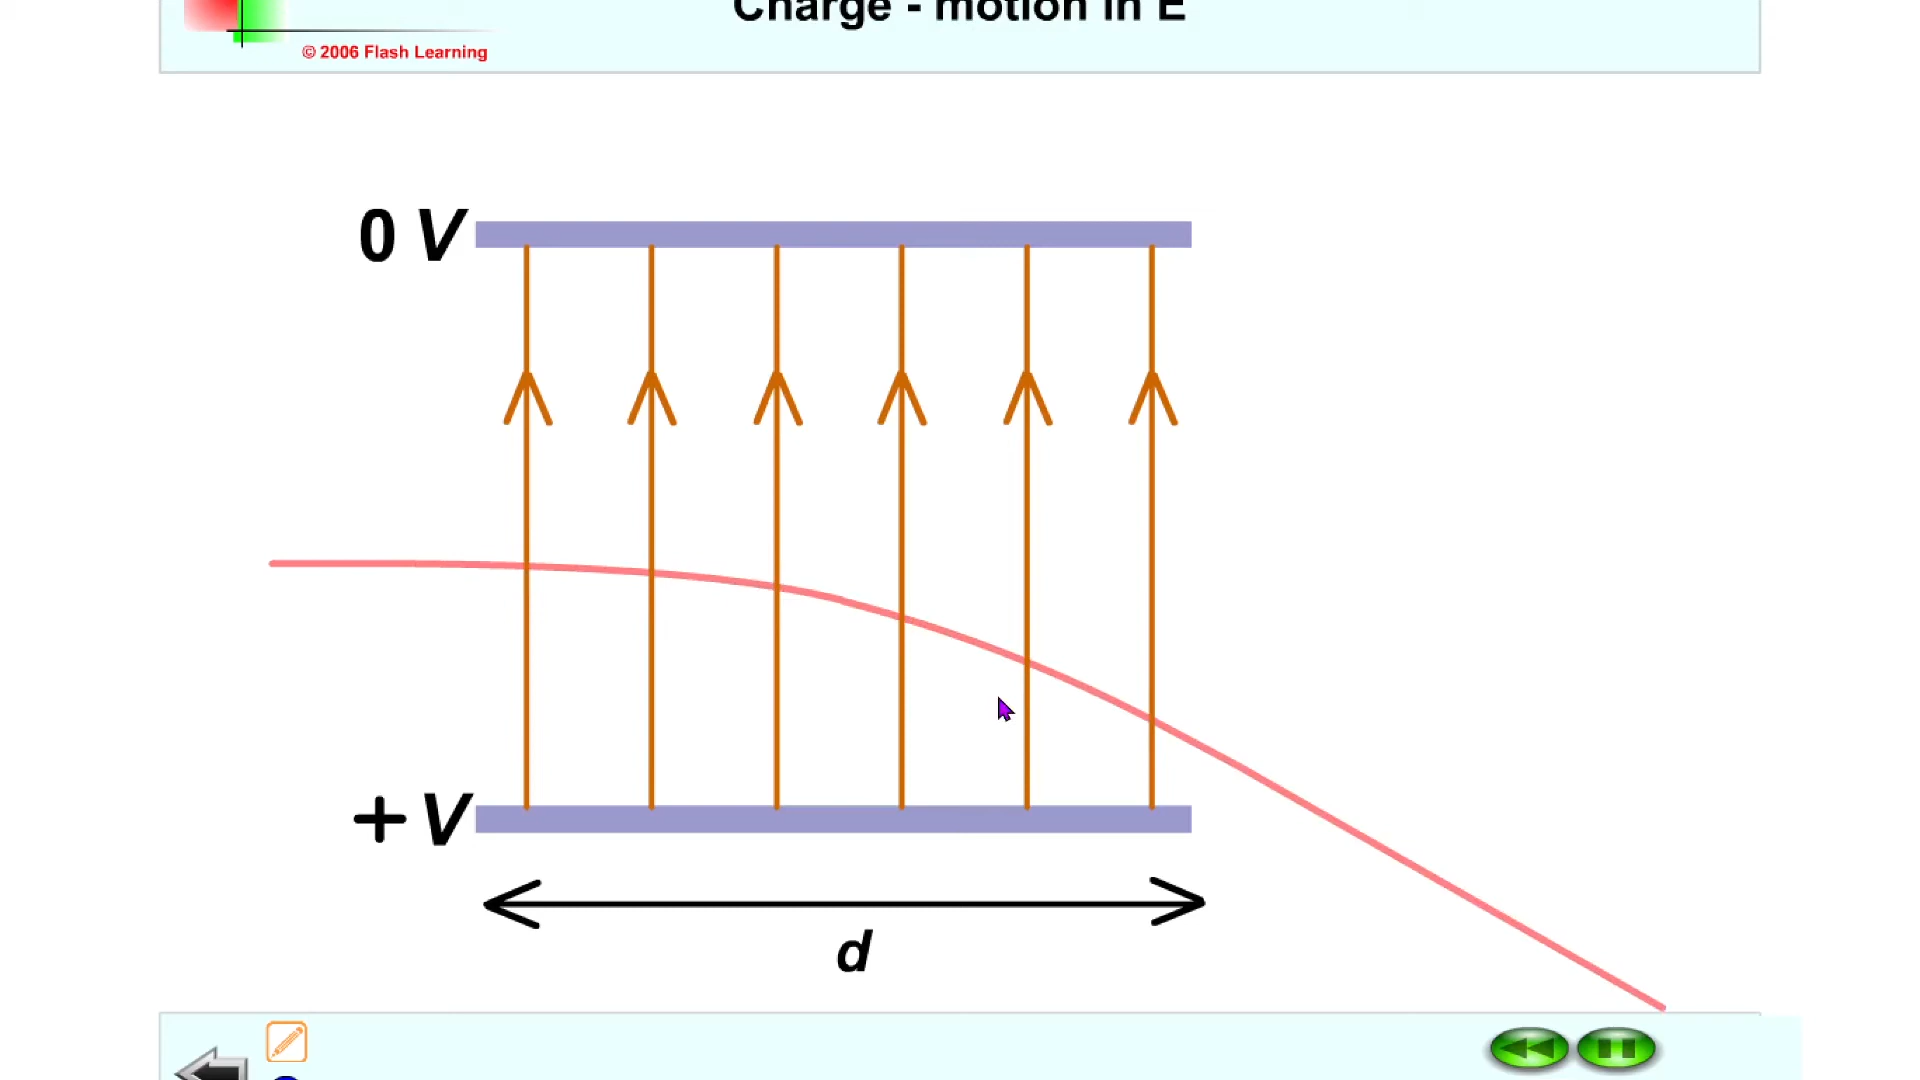 Charge - motion in E
© 2006 Flash Learning
0 V
+ V
d